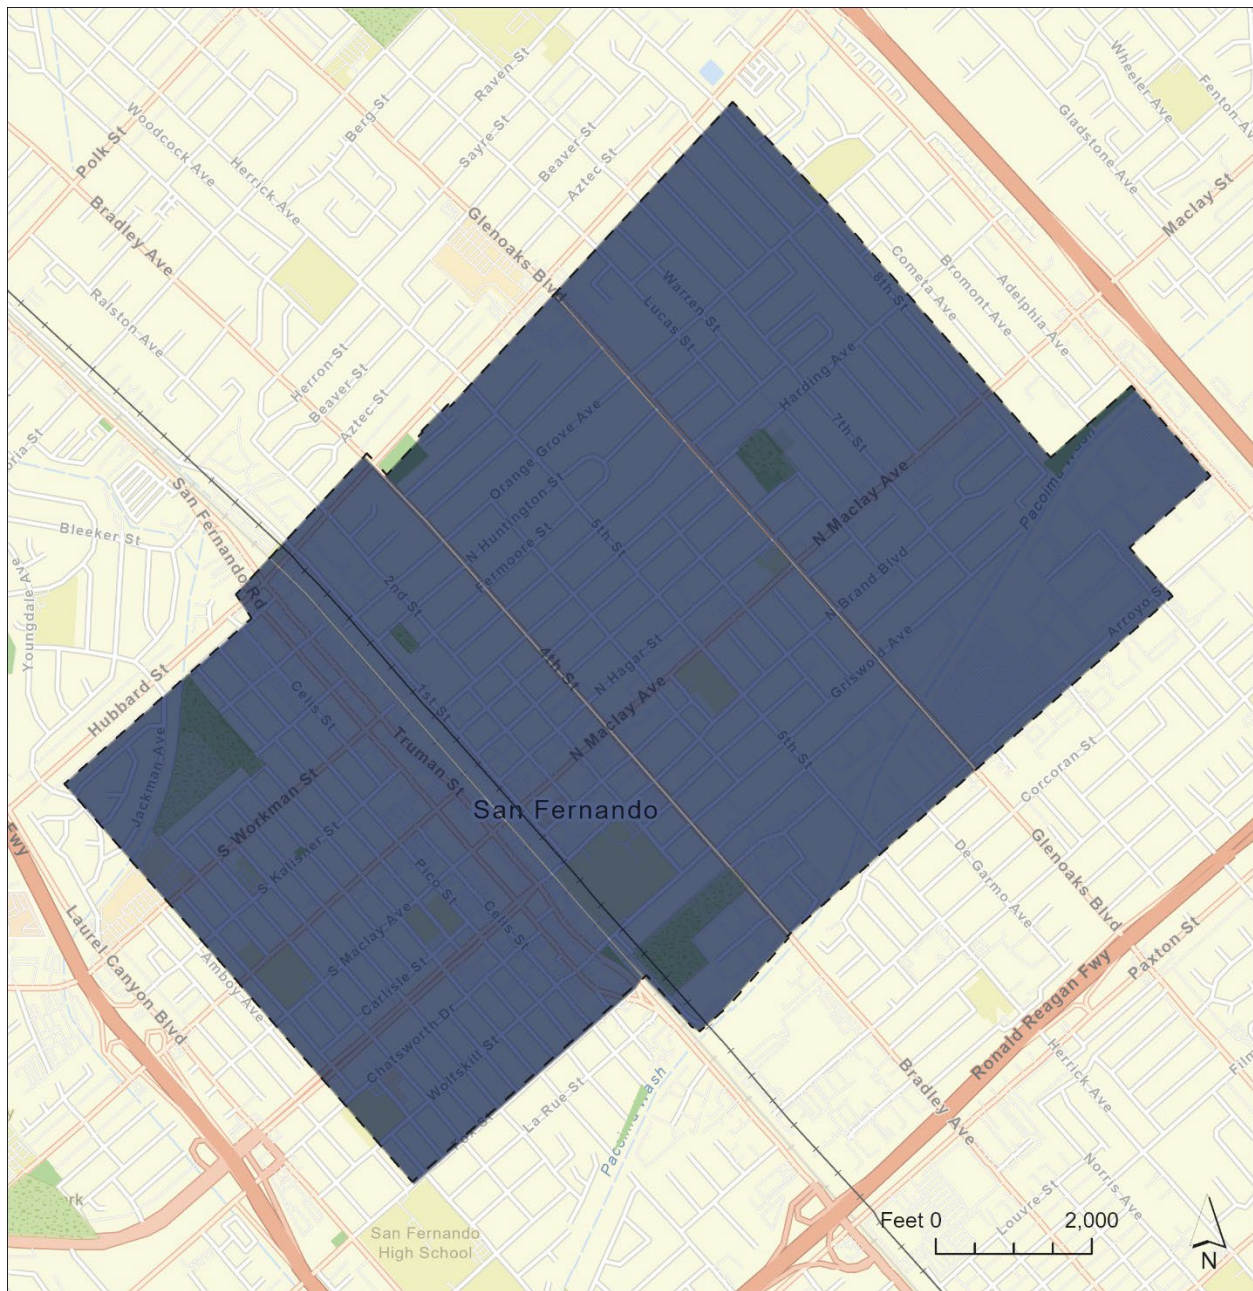 Raven St
Wheeler Ave
Fenton Av
Berg St
Woodcock Ave
Sayre St
Beaver St
Gladstone Ave
Polk St
Herrick Ave
Aztec St
Maclay St
Bradley Ave
Glenoaks Blvd
Cometa Ave
Bromont Ave
Adelphia Ave
8th St
Warren St
Lucas St
Ralston Ave
Herron St
Beaver St
Aztec St
Harding Ave
7th St
Orange Grove Ave
oria St
San Fernando Rd
N Huntington St
N Maclay Ave
Bleeker St
Fermoore St
5th St
Youngdale Ave
2nd St
N Brand Blvd
Arroyo S
Hubbard St
4th St
N Hagar St
Griswold Ave
Cells St
1st St
N Maclay Ave
Truman St
5th St
Jackman Ave
Corcoran St
S Workman St
San Fernando
Fwy
S Kalisher St
Pico St
De Garmo Ave
Glenoaks Blvd
Laurel Canyon Blvd
S Maclay Ave
Celis St
Amboy Ave
Carlisle St
Paxton St
Ronald Reagan Fwy
Chatsworth Dr
Wolfskill St
La Rue St
Pacoima Wash
Herrick Ave
Film
Bradley Ave
Norris Ave
Louvre St
rk
San Fernando
High School
Feet 0
2,000
N